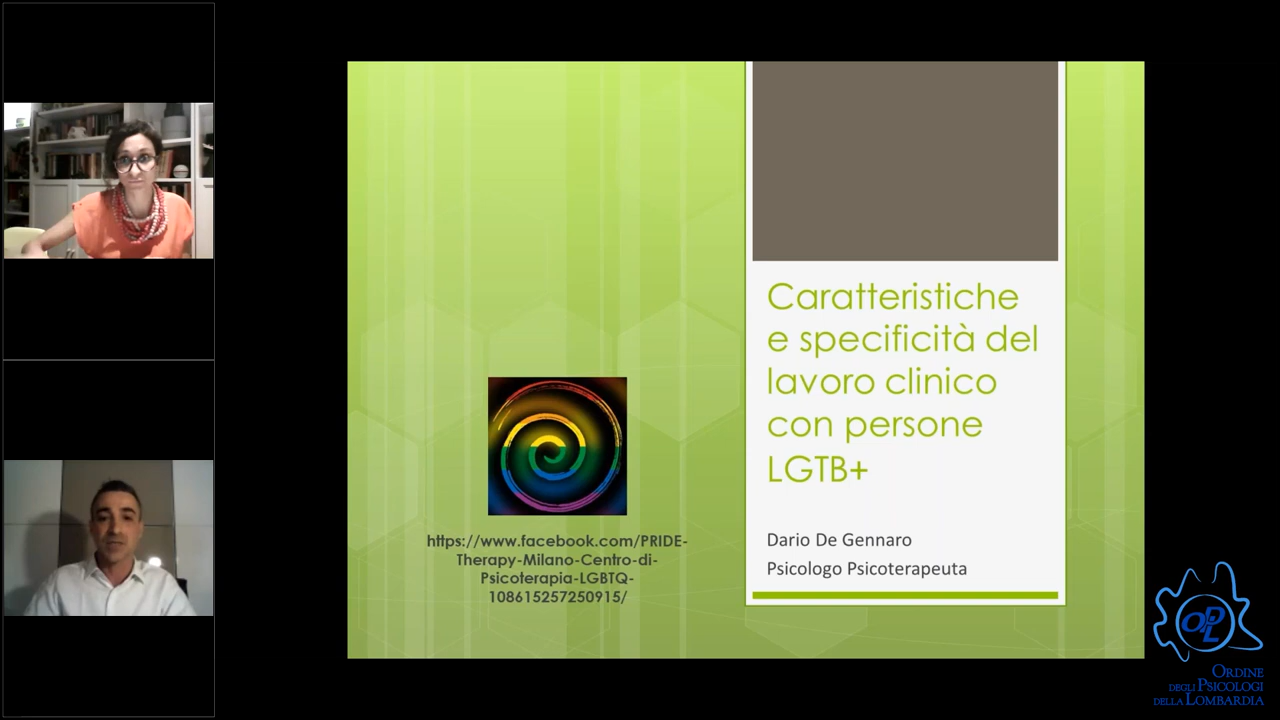 Caratteristiche
e specificità del
lavoro clinico
con persone
LGTB+
Dario De Gennaro
Psicologo Psicoterapeuta
https://www.facebook.com/PRIDE-
Therapy-Milano-Centro-di-
Psicoterapia-LGBTQ-
108615257250915/
OPL
ORDINE
DEGLI PSICOLOGI
DELLA LOMBARDIA